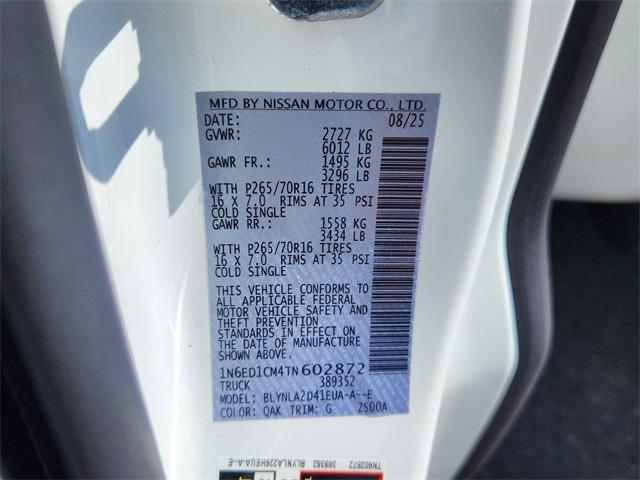 MFD BY NISSAN MOTOR CO., LTD.
DATE: 08/25
GVWR: 2727 KG
6012 LB
GAWR FR.: 1495 KG
3296 LB
WITH P265/70R16 TIRES
16 X 7.0 RIMS AT 35 PSI
COLD SINGLE
GAWR RR.: 1558 KG
3434 LB
WITH P265/70R16 TIRES
16 X 7.0 RIMS AT 35 PSI
COLD SINGLE
THIS VEHICLE CONFORMS TO
ALL APPLICABLE FEDERAL
MOTOR VEHICLE SAFETY AND
THEFT PREVENTION
STANDARDS IN EFFECT ON
THE DATE OF MANUFACTURE
SHOWN ABOVE.
1N6ED1CM4TN602872
TRUCK 389352
MODEL: BLYNLA2D41EUA-A--E
COLOR: QAK TRIM: G ZS00A
TN602872 389352 BLYNLA226HEUA-A-E